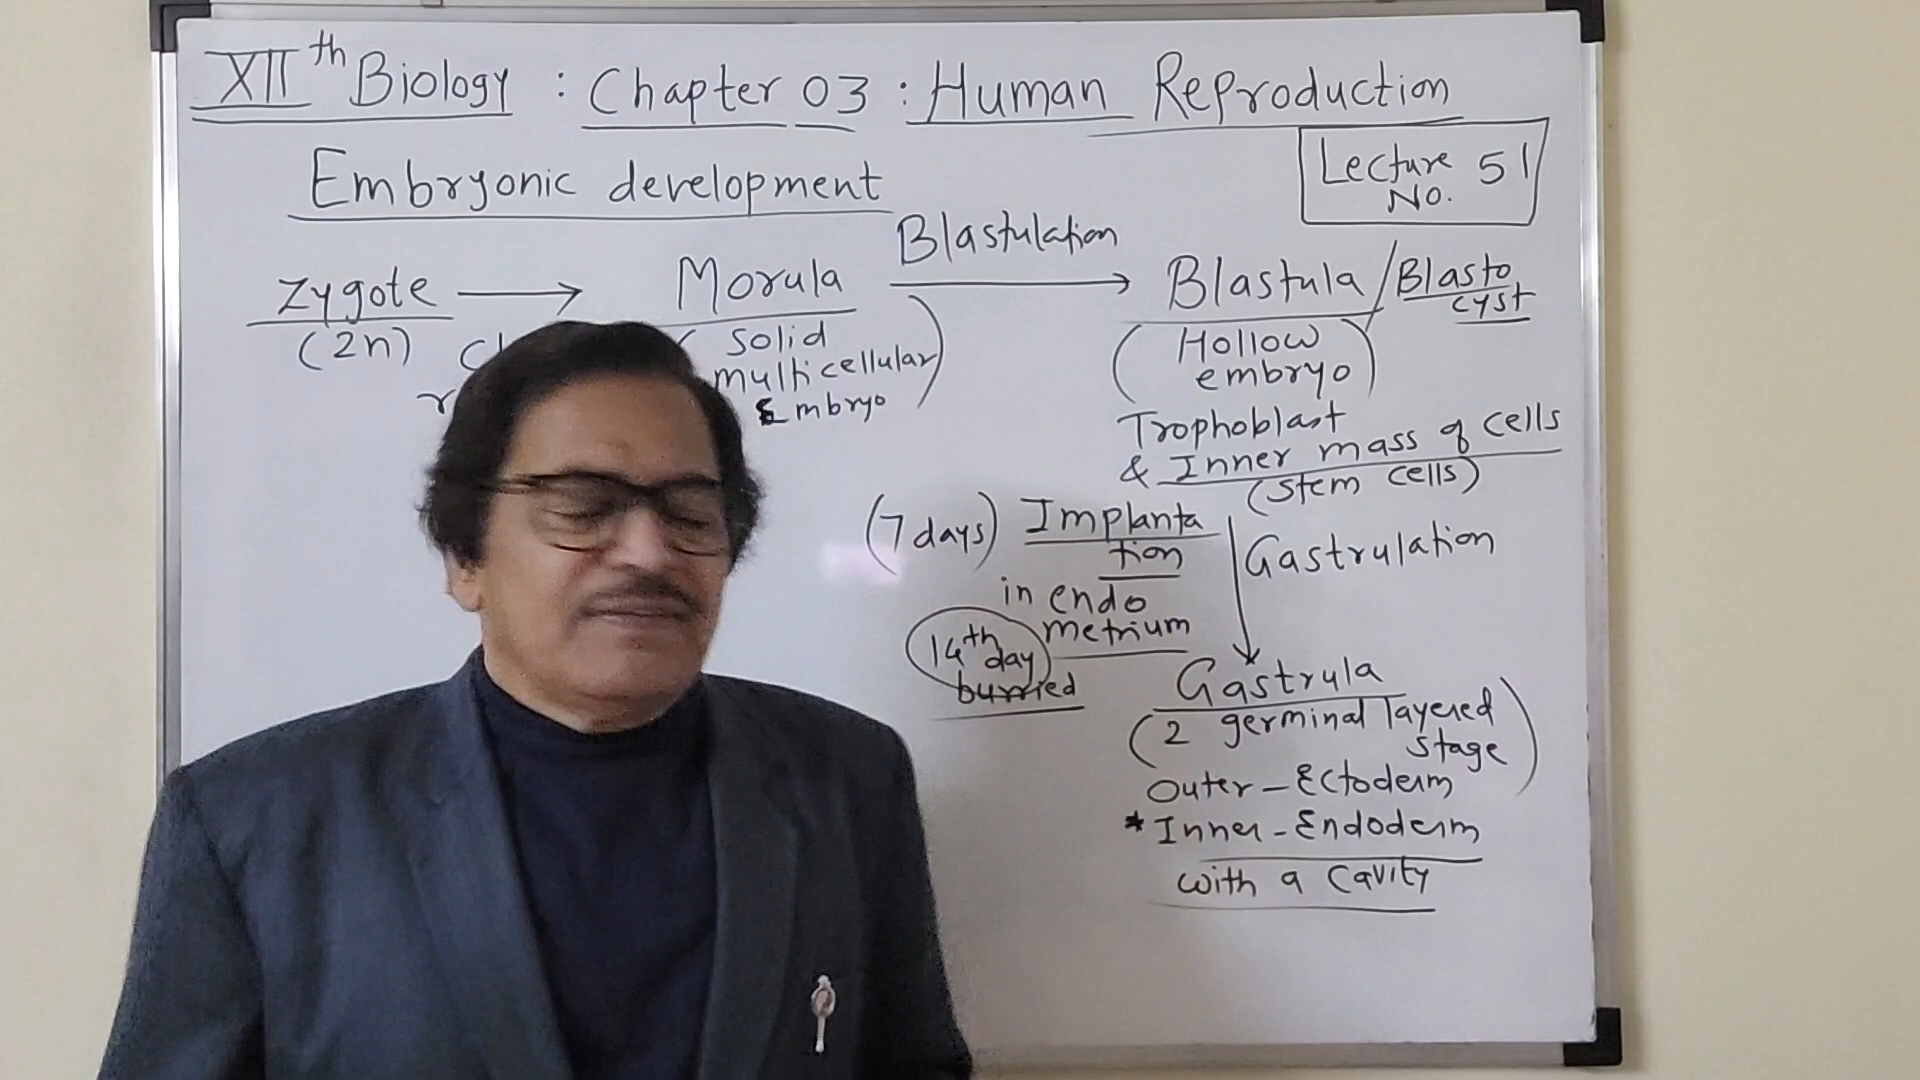 XIIth Biology : Chapter 03 : Human Reproduction
Lecture No. 51
Embryonic development
Zygote → Morula Blastulation → Blastula / Blasto cyst
(2n)
(solid multicellular Embryo)
(Hollow embryo)
Trophoblast
& Inner mass of cells
(stem cells)
(7 days) Implanta
tion
in endo
metrium
14th day
burried
Gastrulation
Gastrula
(2 germinal layered
stage)
Outer - Ectoderm
* Inner - Endoderm
with a cavity